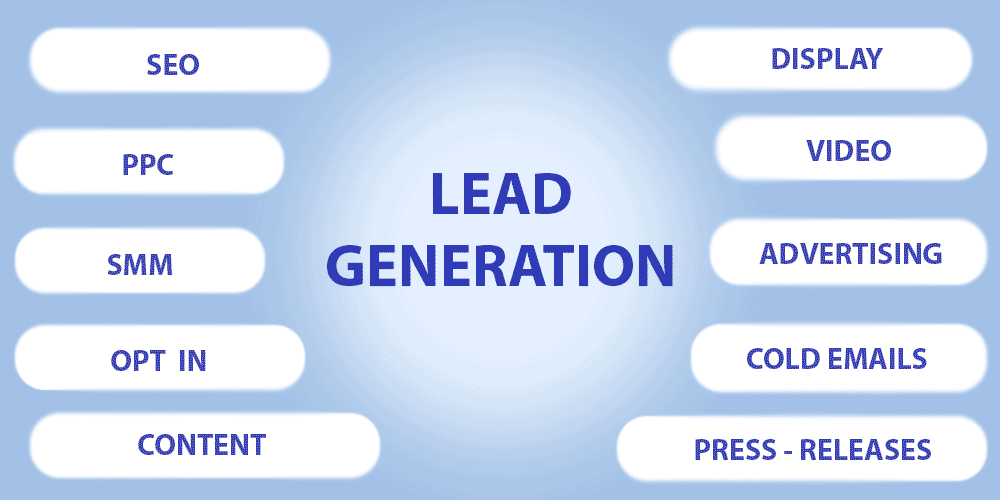 SEO
PPC
SMM
OPT IN
CONTENT
LEAD
GENERATION
DISPLAY
VIDEO
ADVERTISING
COLD EMAILS
PRESS - RELEASES